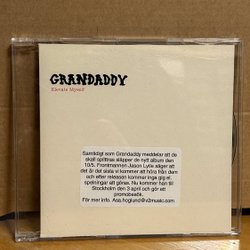 GRANDADDY
Elevate Myself
Samtidigt som Grandaddy meddelar att de
skall splittras släpper de nytt album den
10/5. Frontmannen Jason Lytle säger att
det är det sista vi kommer att höra från dem
och efter releasen kommer inga gig el.
spelningar att göras. Nu kommer han till
Stockholm den 3 april och gör ett
promobesök.
För mer info. Asa.hoglund@v2music.com